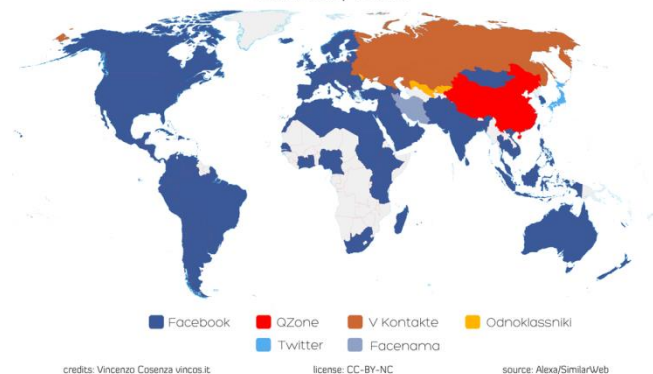 Facebook QZone V Kontakte Odnoklassniki
Twitter Facenama
credits: Vincenzo Cosenza vincos.it license: CC-BY-NC source: Alexa/SimilarWeb